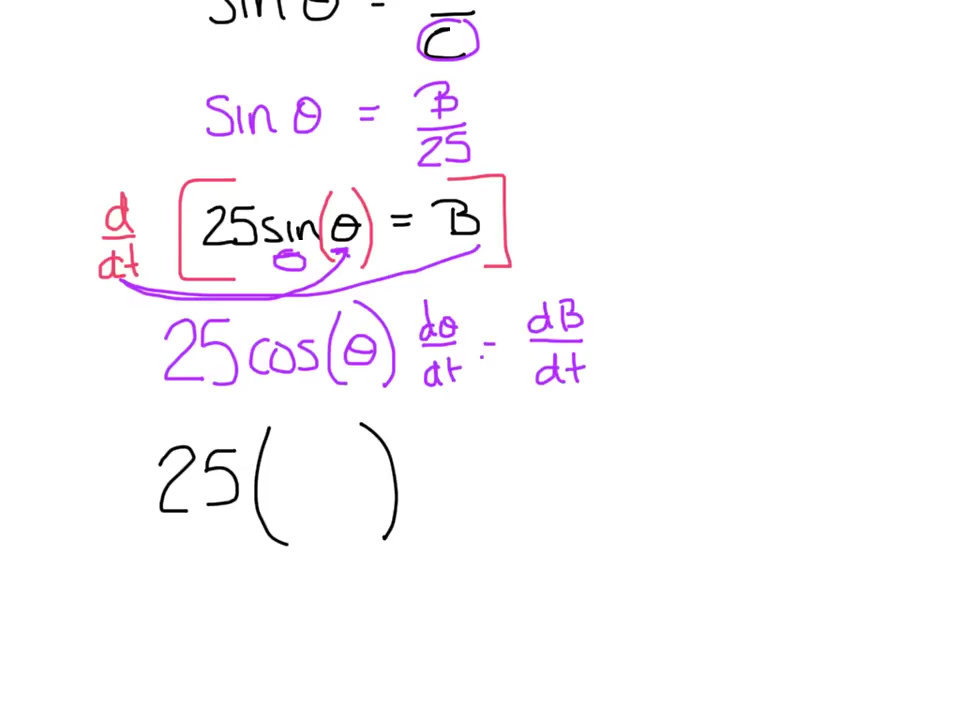 sin θ = —/C
sin θ = B/25
d/dt [25sin(θ) = B]
25cos(θ) dθ/dt = dB/dt
25( )